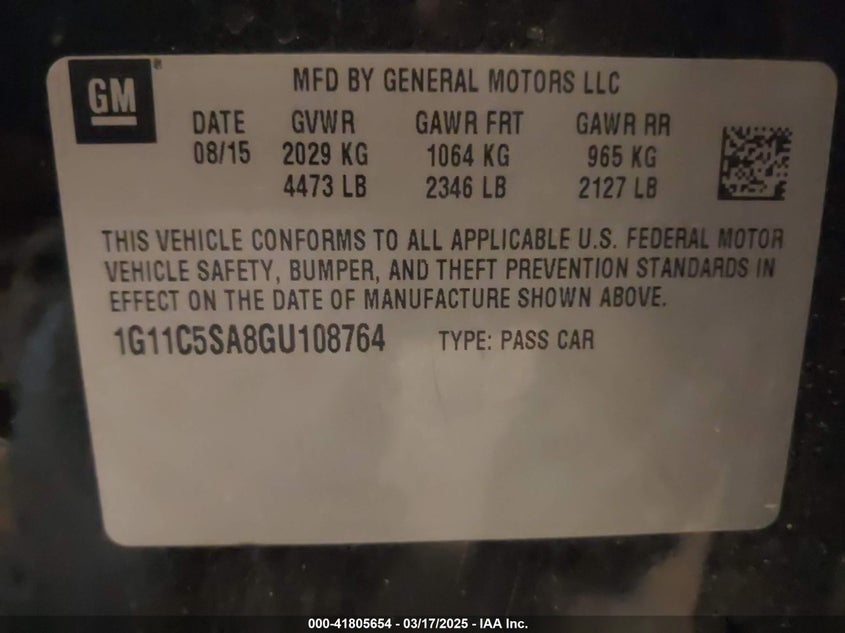 GM
MFD BY GENERAL MOTORS LLC
DATE GVWR GAWR FRT GAWR RR
08/15 2029 KG 1064 KG 965 KG
4473 LB 2346 LB 2127 LB
THIS VEHICLE CONFORMS TO ALL APPLICABLE U.S. FEDERAL MOTOR
VEHICLE SAFETY, BUMPER, AND THEFT PREVENTION STANDARDS IN
EFFECT ON THE DATE OF MANUFACTURE SHOWN ABOVE.
1G11C5SA8GU108764 TYPE: PASS CAR
000-41805654 - 03/17/2025 - IAA Inc.